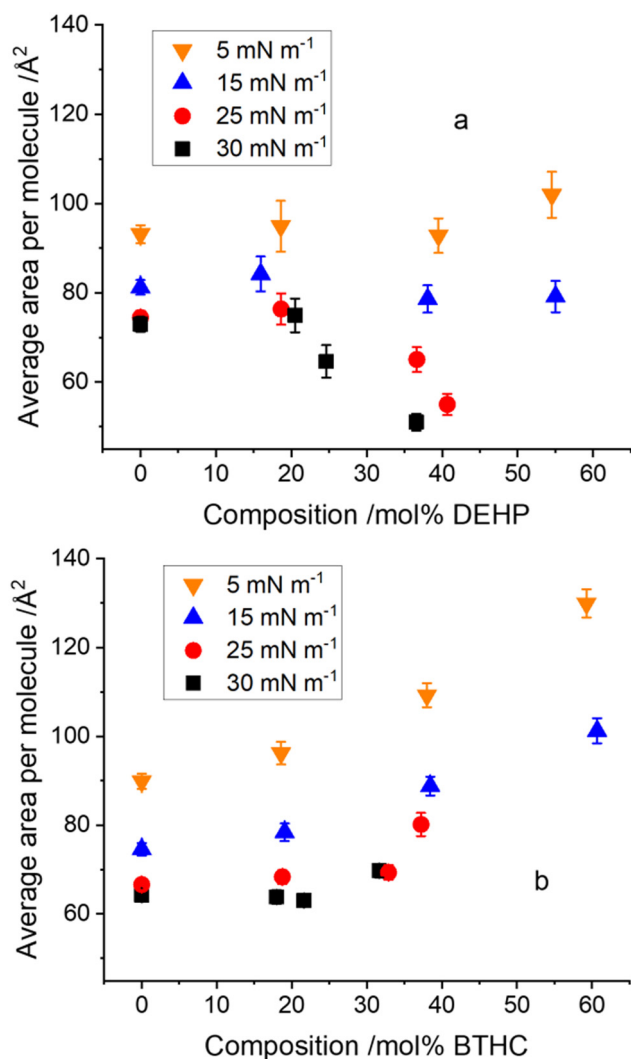 140
120
100
80
60
Average area per molecule /Å²
5 mN m⁻¹
15 mN m⁻¹
25 mN m⁻¹
30 mN m⁻¹
a
0 10 20 30 40 50 60
Composition /mol% DEHP
140
120
100
80
60
Average area per molecule /Å²
5 mN m⁻¹
15 mN m⁻¹
25 mN m⁻¹
30 mN m⁻¹
b
0 10 20 30 40 50 60
Composition /mol% BTHC